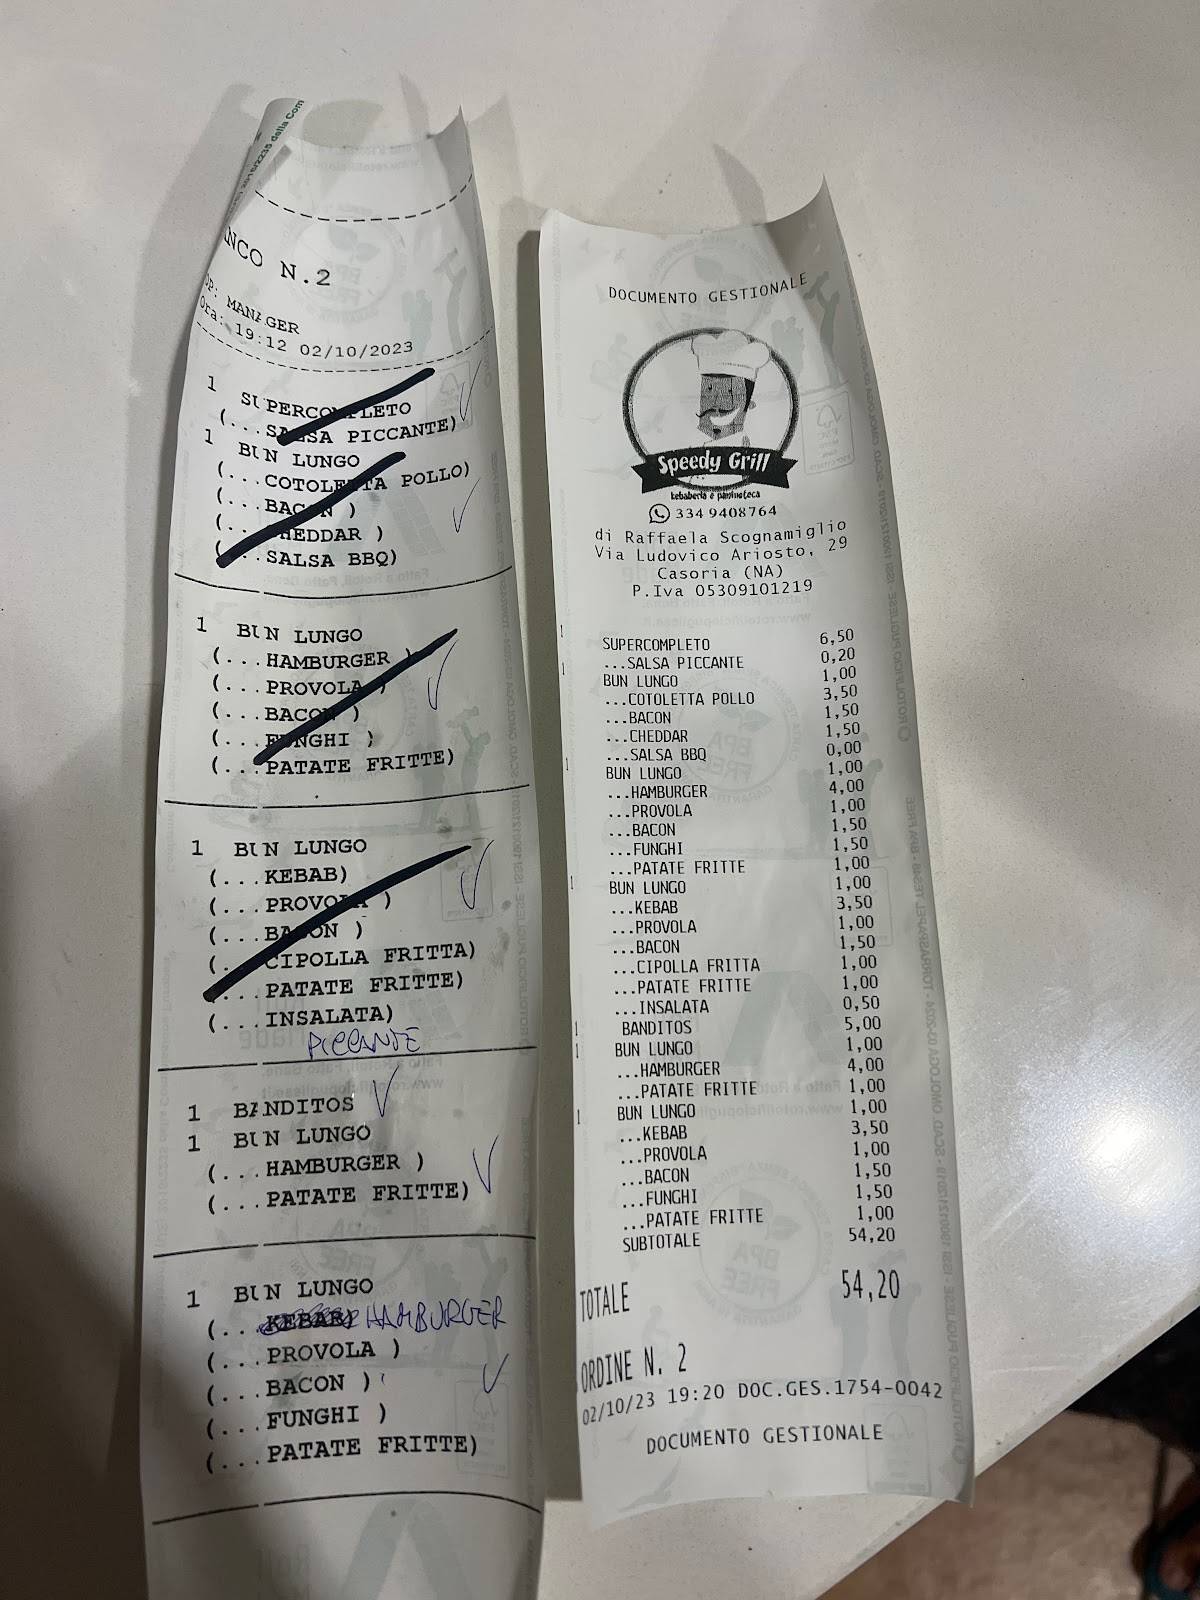 ANCO N.2
OP: MANAGER
Ora: 19:12 02/10/2023
1 SUPERCOMPLETO
(...SALSA PICCANTE)
1 BUN LUNGO
(...COTOLETTA POLLO)
(...BACON )
(...CHEDDAR )
(...SALSA BBQ)
1 BUN LUNGO
(...HAMBURGER )
(...PROVOLA )
(...BACON )
(...FUNGHI )
(...PATATE FRITTE)
1 BUN LUNGO
(...KEBAB)
(...PROVOLA )
(...BACON )
(...CIPOLLA FRITTA)
(...PATATE FRITTE)
(...INSALATA)
PICCANTE
1 BANDITOS
1 BUN LUNGO
(...HAMBURGER )
(...PATATE FRITTE)
1 BUN LUNGO
(...KEBAB) HAMBURGER
(...PROVOLA )
(...BACON )
(...FUNGHI )
(...PATATE FRITTE)
DOCUMENTO GESTIONALE
Speedy Grill
kebaberia e paninoteca
334 9408764
di Raffaela Scognamiglio
Via Ludovico Ariosto, 29
Casoria (NA)
P.Iva 05309101219
1 SUPERCOMPLETO 6,50
...SALSA PICCANTE 0,20
1 BUN LUNGO 1,00
...COTOLETTA POLLO 3,50
...BACON 1,50
...CHEDDAR 1,50
...SALSA BBQ 0,00
1 BUN LUNGO 1,00
...HAMBURGER 4,00
...PROVOLA 1,00
...BACON 1,50
...FUNGHI 1,50
...PATATE FRITTE 1,00
1 BUN LUNGO 1,00
...KEBAB 3,50
...PROVOLA 1,00
...BACON 1,50
...CIPOLLA FRITTA 1,00
...PATATE FRITTE 1,00
...INSALATA 0,50
1 BANDITOS 5,00
1 BUN LUNGO 1,00
...HAMBURGER 4,00
...PATATE FRITTE 1,00
1 BUN LUNGO 1,00
...KEBAB 3,50
...PROVOLA 1,00
...BACON 1,50
...FUNGHI 1,50
...PATATE FRITTE 1,00
SUBTOTALE 54,20
TOTALE 54,20
ORDINE N. 2
02/10/23 19:20 DOC.GES.1754-0042
DOCUMENTO GESTIONALE